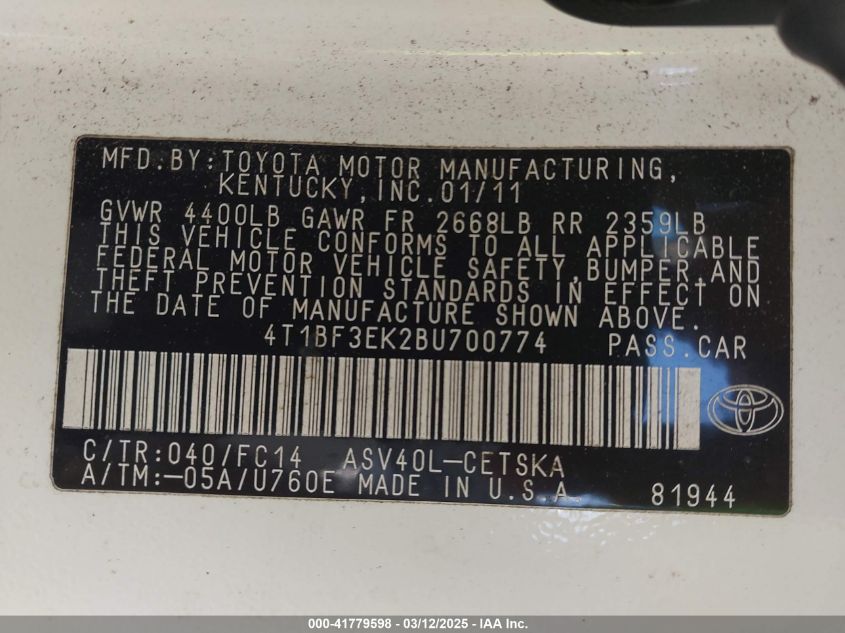 MFD.BY:TOYOTA MOTOR MANUFACTURING,
KENTUCKY,INC.01/11
GVWR 4400LB GAWR FR 2668LB RR 2359LB
THIS VEHICLE CONFORMS TO ALL APPLICABLE
FEDERAL MOTOR VEHICLE SAFETY,BUMPER,AND
THEFT PREVENTION STANDARDS IN EFFECT ON
THE DATE OF MANUFACTURE SHOWN ABOVE.
4T1BF3EK2BU700774 PASS.CAR
C/TR:040/FC14 ASV40L-CETSKA
A/TM:-05A/U760E MADE IN U.S.A. 81944
000-41779598 - 03/12/2025 - IAA Inc.